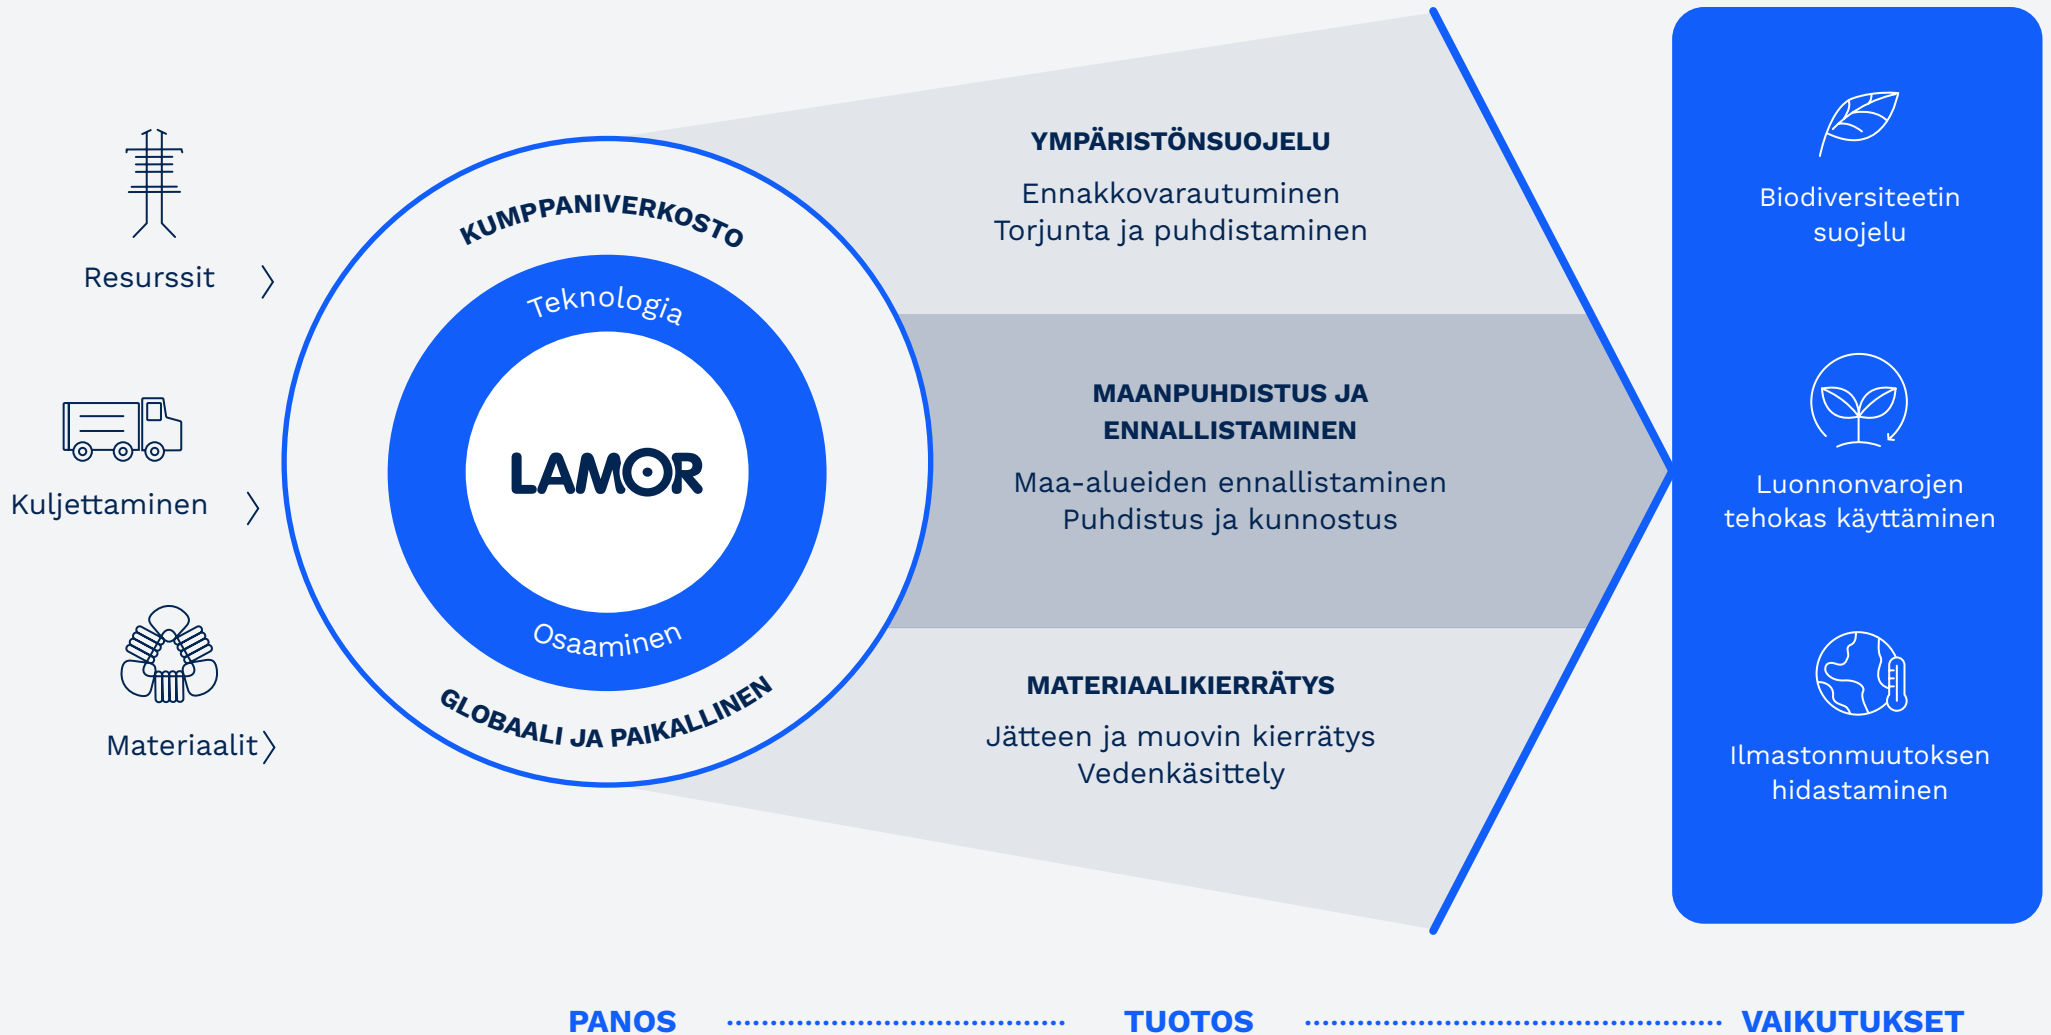 Resurssit
Kuljettaminen
Materiaalit
KUMPPANIVERKOSTO
Teknologia
LAMOR
Osaaminen
GLOBAALI JA PAIKALLINEN
YMPÄRISTÖNSUOJELU
Ennakkovarautuminen
Torjunta ja puhdistaminen
MAANPUHDISTUS JA
ENNALLISTAMINEN
Maa-alueiden ennallistaminen
Puhdistus ja kunnostus
MATERIAALIKIERRÄTYS
Jätteen ja muovin kierrätys
Vedenkäsittely
Biodiversiteetin
suojelu
Luonnonvarojen
tehokas käyttäminen
Ilmastonmuutoksen
hidastaminen
PANOS
TUOTOS
VAIKUTUKSET